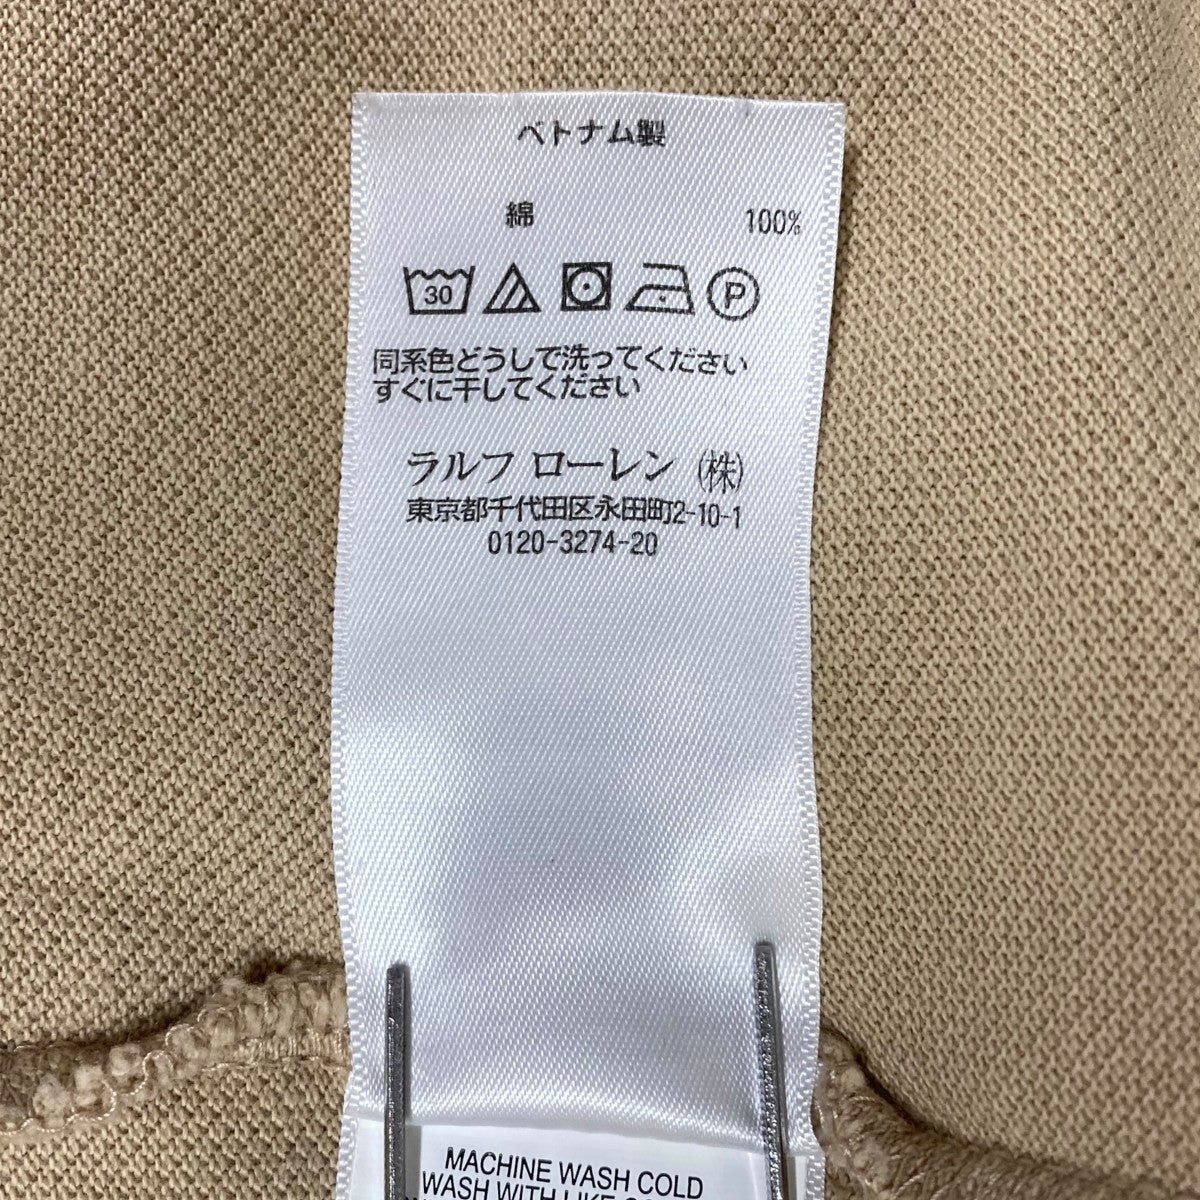 ベトナム製
綿 100%
30 P
同系色どうしで洗ってください
すぐに干してください
ラルフ ローレン (株)
東京都千代田区永田町2-10-1
0120-3274-20
MACHINE WASH COLD
WASH WITH LIKE